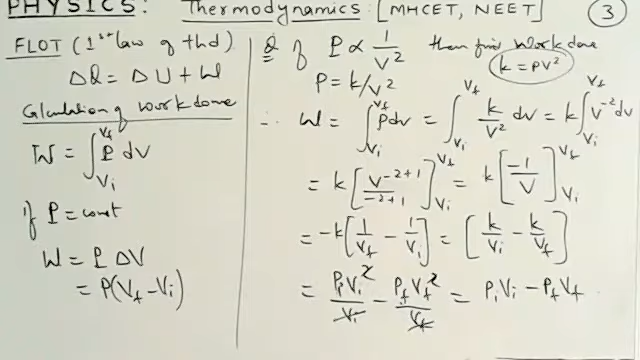 PHYSICS: Thermodynamics: [MHCET, NEET] 3
FLOT (1st law of thd)
ΔQ = ΔU + W
Calculation of work done
W = ∫_{Vi}^{Vf} P dV
if P = const
W = P ΔV
= P(Vf - Vi)
Q if P ∝ 1/V² then find work done
P = k/V² k = PV²
∴ W = ∫_{Vi}^{Vf} Pdv = ∫_{Vi}^{Vf} k/V² dv = k∫_{Vi}^{Vf} V^{-2} dv
= k[V^{-2+1}/-2+1]_{Vi}^{Vf} = k[-1/V]_{Vi}^{Vf}
= -k[1/Vf - 1/Vi] = [k/Vi - k/Vf]
= PiVi²/Vi - PfVf²/Vf = PiVi - PfVf